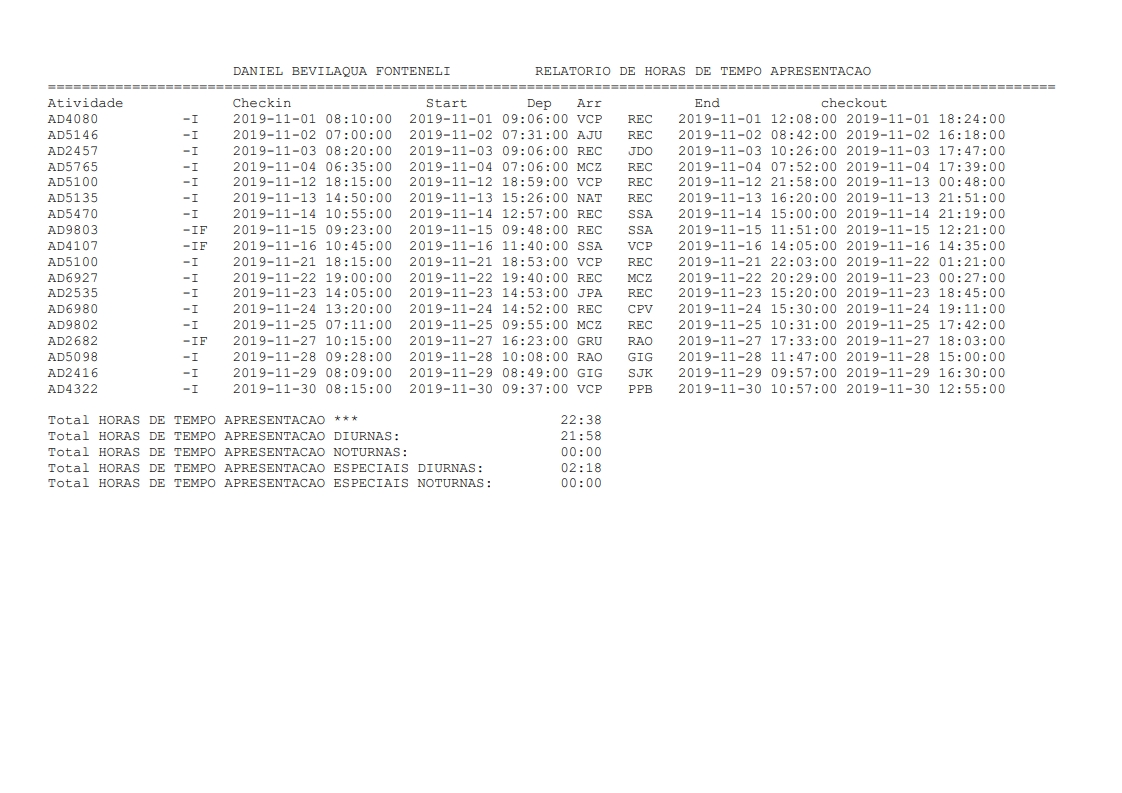 DANIEL BEVILAQUA FONTENELI          RELATORIO DE HORAS DE TEMPO APRESENTACAO
========================================================================================================================
Atividade             Checkin                Start       Dep   Arr           End            checkout
AD4080          -I    2019-11-01 08:10:00  2019-11-01 09:06:00 VCP   REC   2019-11-01 12:08:00 2019-11-01 18:24:00
AD5146          -I    2019-11-02 07:00:00  2019-11-02 07:31:00 AJU   REC   2019-11-02 08:42:00 2019-11-02 16:18:00
AD2457          -I    2019-11-03 08:20:00  2019-11-03 09:06:00 REC   JDO   2019-11-03 10:26:00 2019-11-03 17:47:00
AD5765          -I    2019-11-04 06:35:00  2019-11-04 07:06:00 MCZ   REC   2019-11-04 07:52:00 2019-11-04 17:39:00
AD5100          -I    2019-11-12 18:15:00  2019-11-12 18:59:00 VCP   REC   2019-11-12 21:58:00 2019-11-13 00:48:00
AD5135          -I    2019-11-13 14:50:00  2019-11-13 15:26:00 NAT   REC   2019-11-13 16:20:00 2019-11-13 21:51:00
AD5470          -I    2019-11-14 10:55:00  2019-11-14 12:57:00 REC   SSA   2019-11-14 15:00:00 2019-11-14 21:19:00
AD9803          -IF   2019-11-15 09:23:00  2019-11-15 09:48:00 REC   SSA   2019-11-15 11:51:00 2019-11-15 12:21:00
AD4107          -IF   2019-11-16 10:45:00  2019-11-16 11:40:00 SSA   VCP   2019-11-16 14:05:00 2019-11-16 14:35:00
AD5100          -I    2019-11-21 18:15:00  2019-11-21 18:53:00 VCP   REC   2019-11-21 22:03:00 2019-11-22 01:21:00
AD6927          -I    2019-11-22 19:00:00  2019-11-22 19:40:00 REC   MCZ   2019-11-22 20:29:00 2019-11-23 00:27:00
AD2535          -I    2019-11-23 14:05:00  2019-11-23 14:53:00 JPA   REC   2019-11-23 15:20:00 2019-11-23 18:45:00
AD6980          -I    2019-11-24 13:20:00  2019-11-24 14:52:00 REC   CPV   2019-11-24 15:30:00 2019-11-24 19:11:00
AD9802          -I    2019-11-25 07:11:00  2019-11-25 09:55:00 MCZ   REC   2019-11-25 10:31:00 2019-11-25 17:42:00
AD2682          -IF   2019-11-27 10:15:00  2019-11-27 16:23:00 GRU   RAO   2019-11-27 17:33:00 2019-11-27 18:03:00
AD5098          -I    2019-11-28 09:28:00  2019-11-28 10:08:00 RAO   GIG   2019-11-28 11:47:00 2019-11-28 15:00:00
AD2416          -I    2019-11-29 08:09:00  2019-11-29 08:49:00 GIG   SJK   2019-11-29 09:57:00 2019-11-29 16:30:00
AD4322          -I    2019-11-30 08:15:00  2019-11-30 09:37:00 VCP   PPB   2019-11-30 10:57:00 2019-11-30 12:55:00
Total HORAS DE TEMPO APRESENTACAO ***                        22:38
Total HORAS DE TEMPO APRESENTACAO DIURNAS:                   21:58
Total HORAS DE TEMPO APRESENTACAO NOTURNAS:                  00:00
Total HORAS DE TEMPO APRESENTACAO ESPECIAIS DIURNAS:         02:18
Total HORAS DE TEMPO APRESENTACAO ESPECIAIS NOTURNAS:        00:00